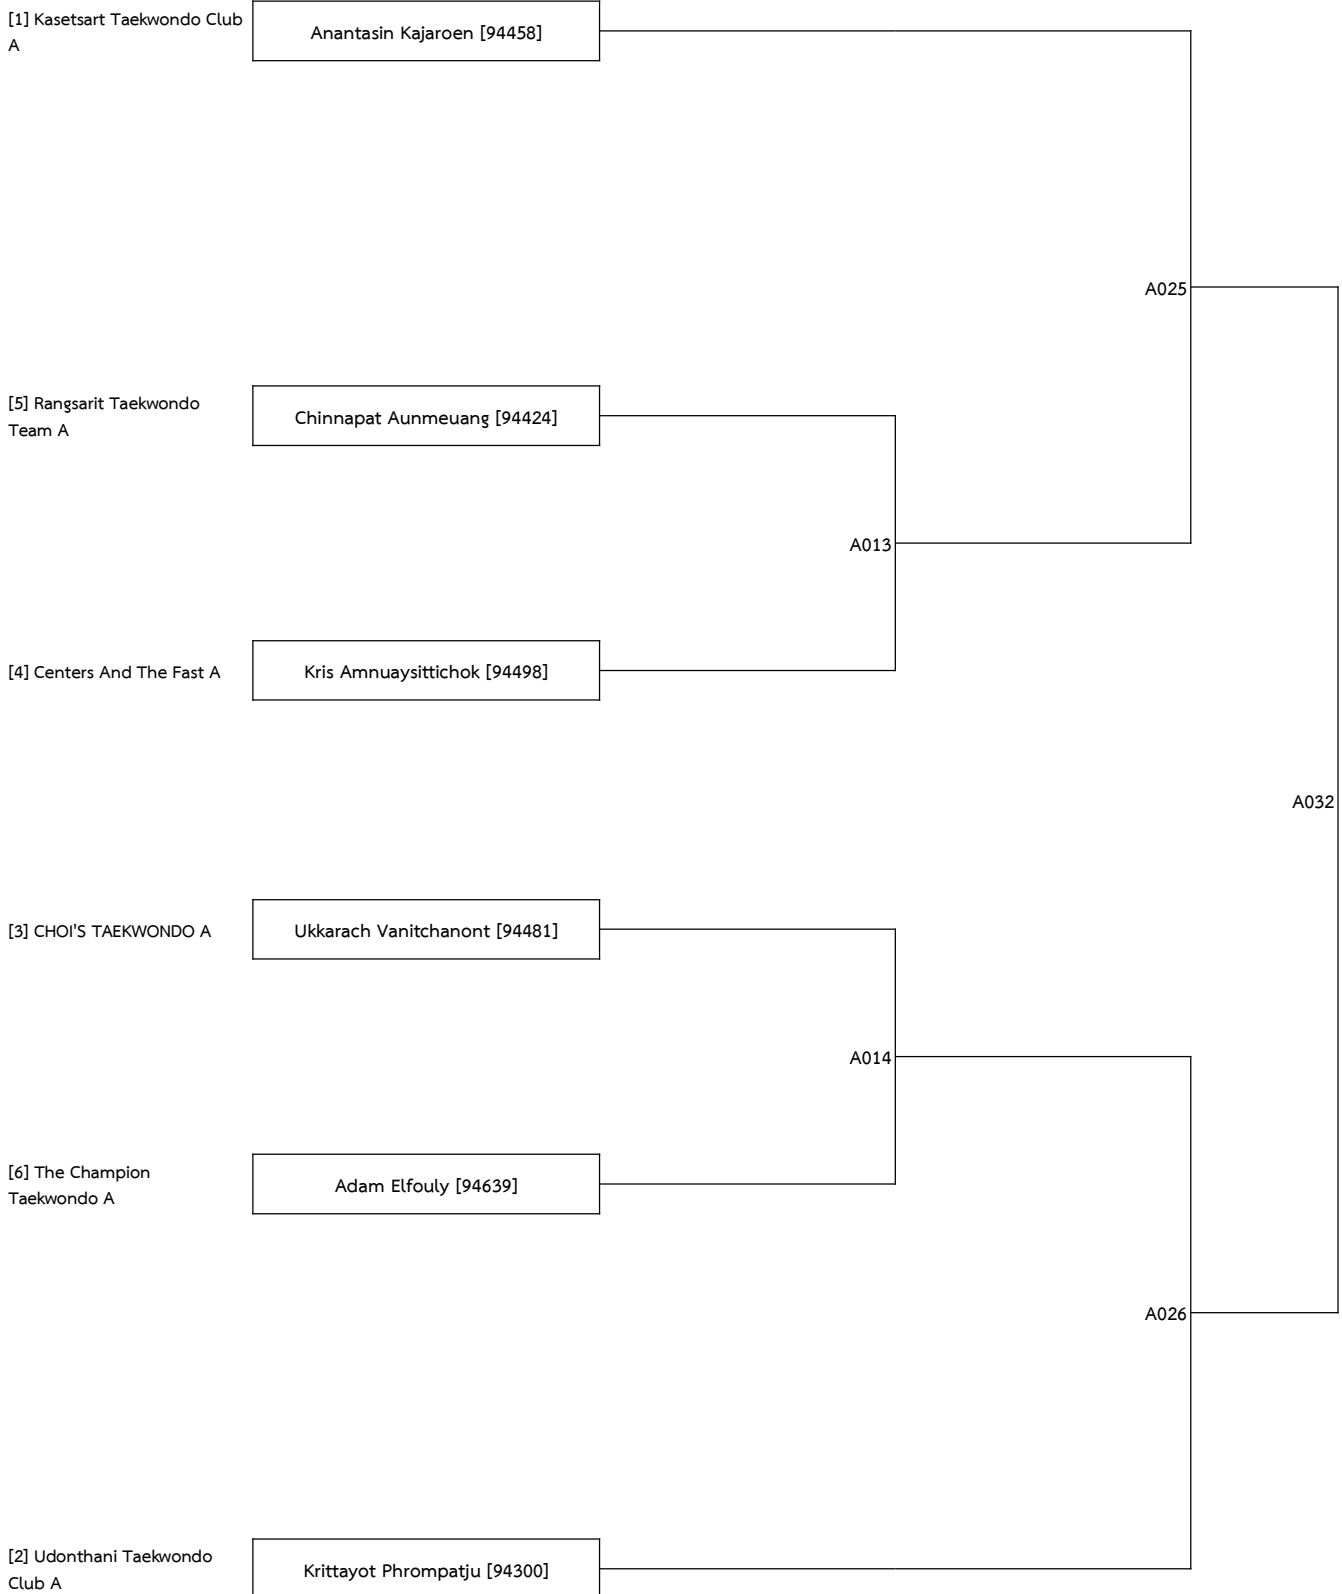 [1] Kasetsart Taekwondo Club
A
Anantasin Kajaroen [94458]
A025
[5] Rangsarit Taekwondo
Team A
Chinnapat Aunmeuang [94424]
A013
[4] Centers And The Fast A
Kris Amnuaysittichok [94498]
A032
[3] CHOI'S TAEKWONDO A
Ukkarach Vanitchanont [94481]
A014
[6] The Champion
Taekwondo A
Adam Elfouly [94639]
A026
[2] Udonthani Taekwondo
Club A
Krittayot Phrompatju [94300]